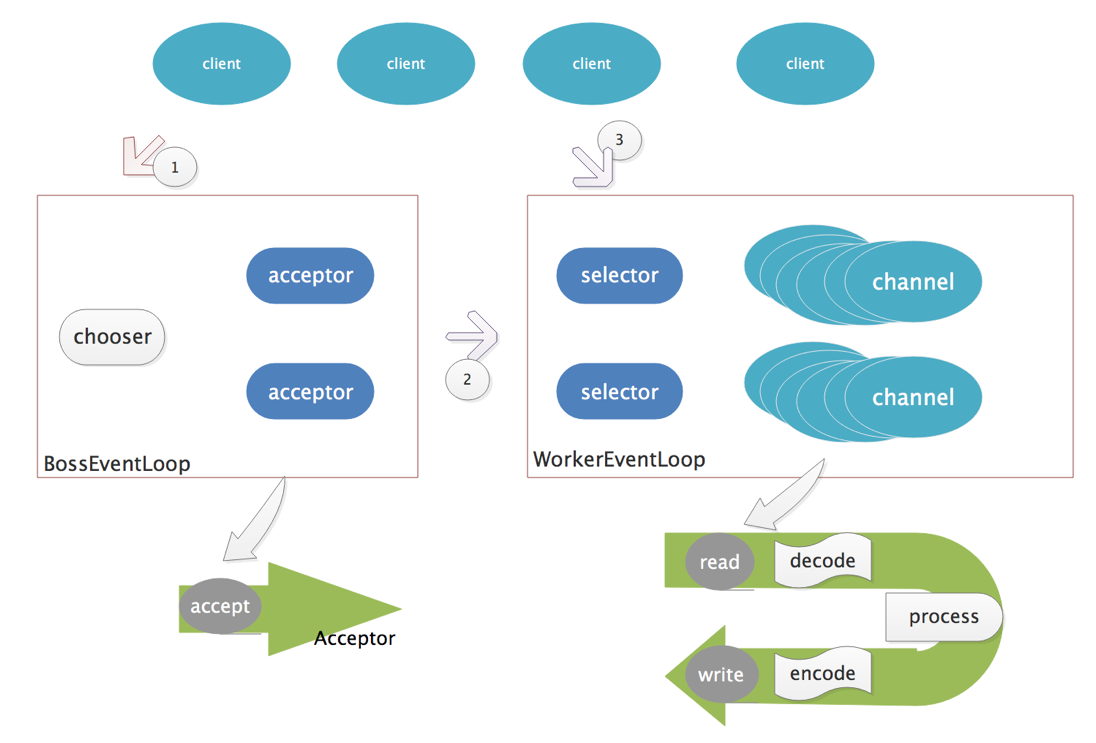 client
client
client
client
1
3
acceptor
selector
channel
chooser
2
acceptor
selector
channel
BossEventLoop
WorkerEventLoop
read
decode
accept
process
Acceptor
write
encode